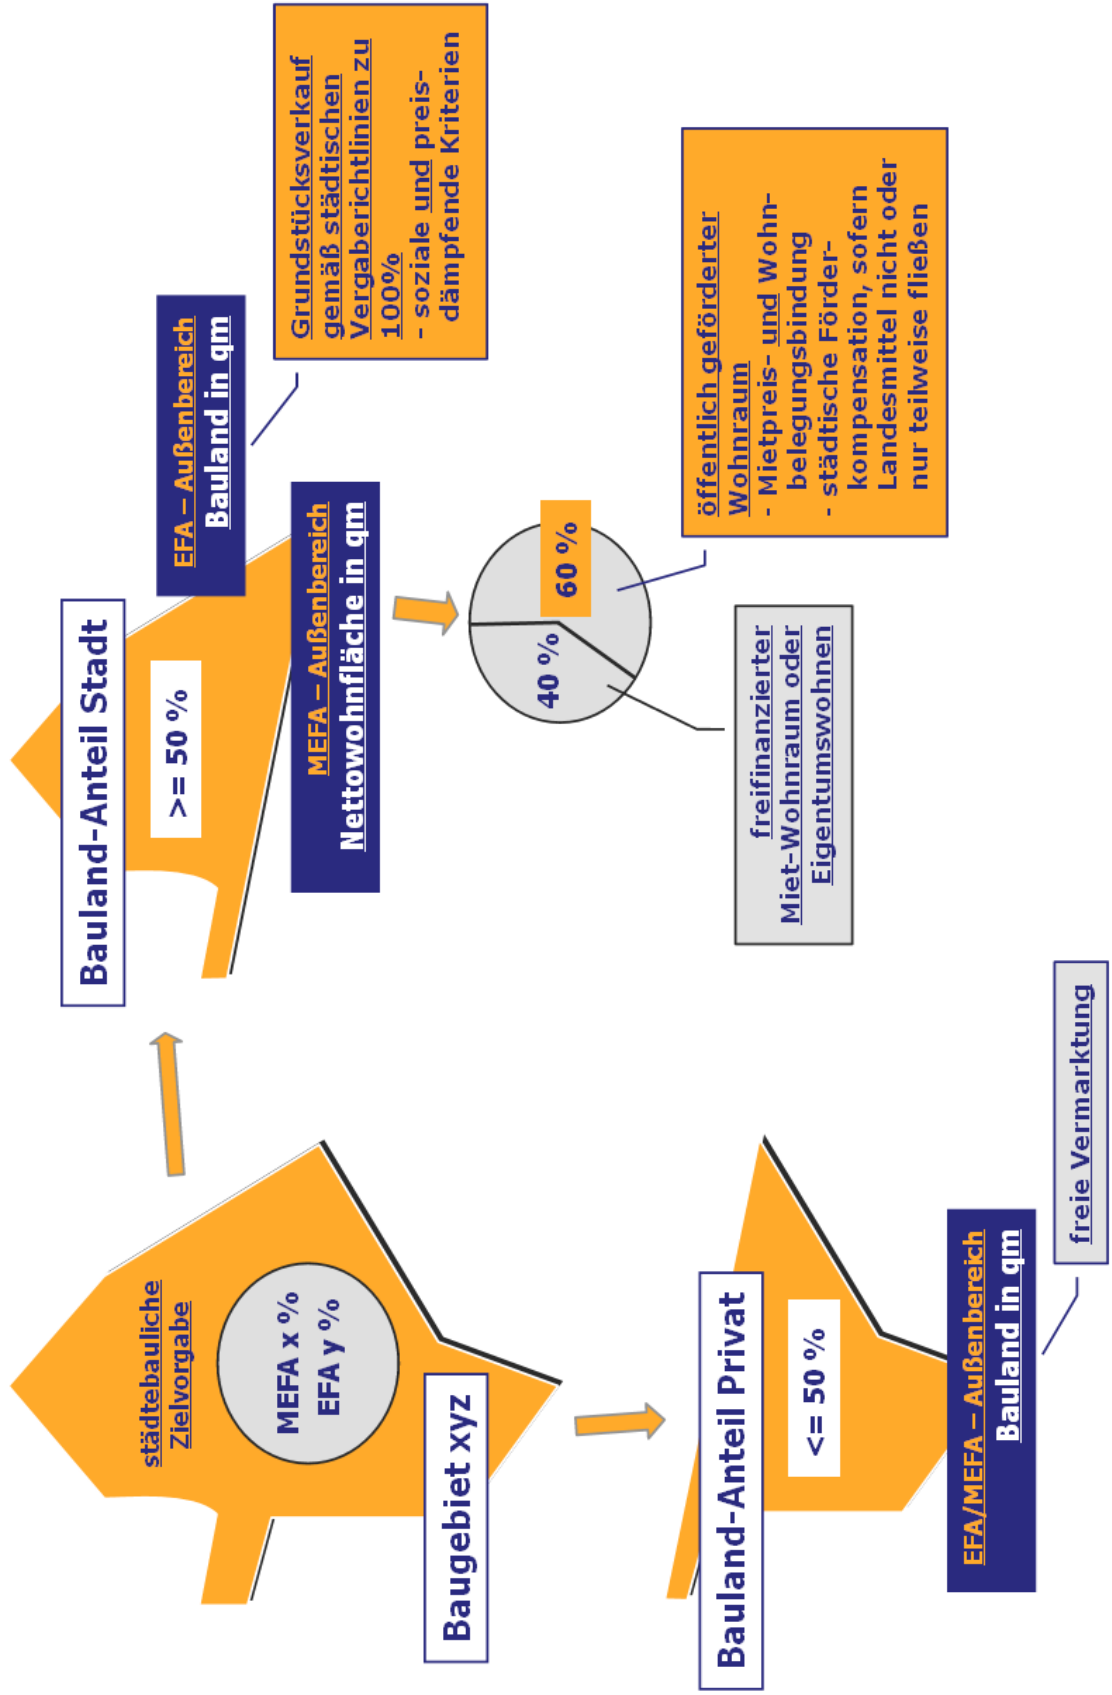 städtebauliche
Zielvorgabe
MEFA x %
EFA y %
Baugebiet xyz
Bauland-Anteil Stadt
>= 50 %
EFA – Außenbereich
Bauland in qm
Grundstücksverkauf
gemäß städtischen
Vergaberichtlinien zu
100%
- soziale und preis-
dämpfende Kriterien
MEFA – Außenbereich
Nettowohnfläche in qm
40 %
60 %
öffentlich geförderter
Wohnraum
- Mietpreis- und Wohn-
belegungsbindung
- städtische Förder-
kompensation, sofern
Landesmittel nicht oder
nur teilweise fließen
freifinanzierter
Miet-Wohnraum oder
Eigentumswohnen
Bauland-Anteil Privat
<= 50 %
EFA/MEFA – Außenbereich
Bauland in qm
freie Vermarktung